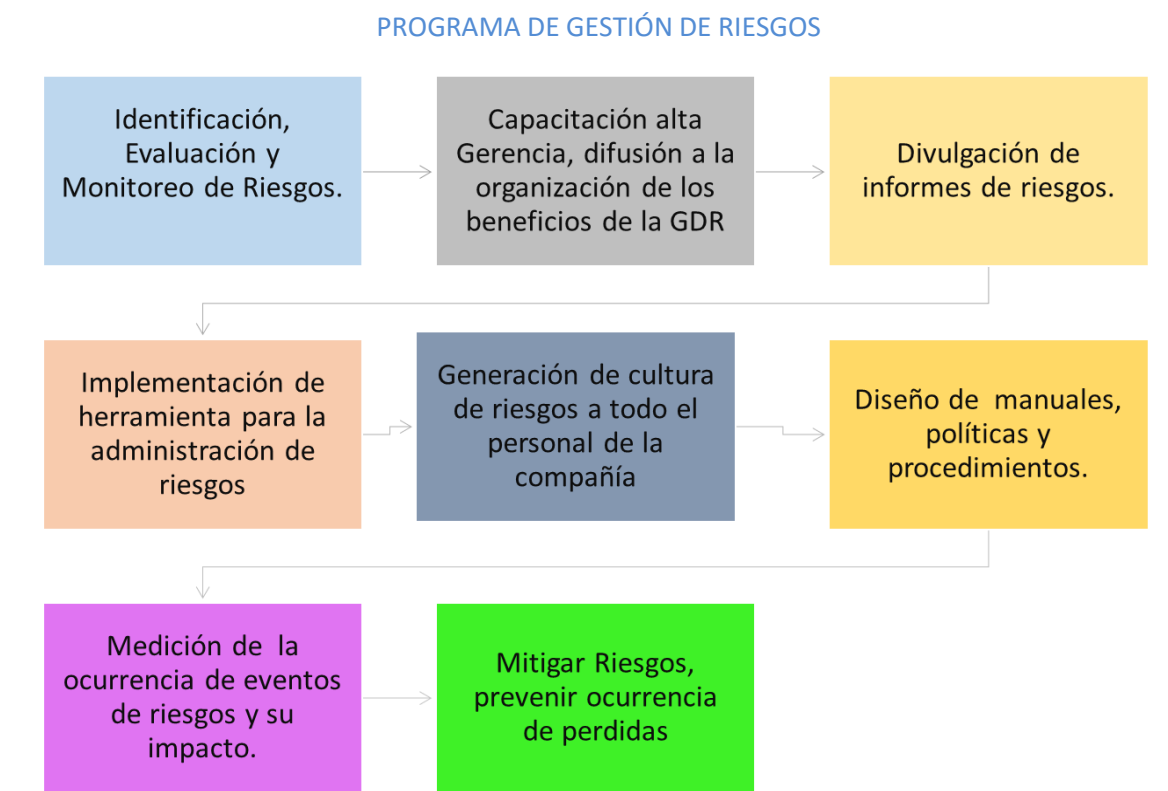 PROGRAMA DE GESTIÓN DE RIESGOS
Identificación,
Evaluación y
Monitoreo de Riesgos.
Capacitación alta
Gerencia, difusión a la
organización de los
beneficios de la GDR
Divulgación de
informes de riesgos.
Implementación de
herramienta para la
administración de
riesgos
Generación de cultura
de riesgos a todo el
personal de la
compañía
Diseño de manuales,
políticas y
procedimientos.
Medición de la
ocurrencia de eventos
de riesgos y su
impacto.
Mitigar Riesgos,
prevenir ocurrencia
de perdidas